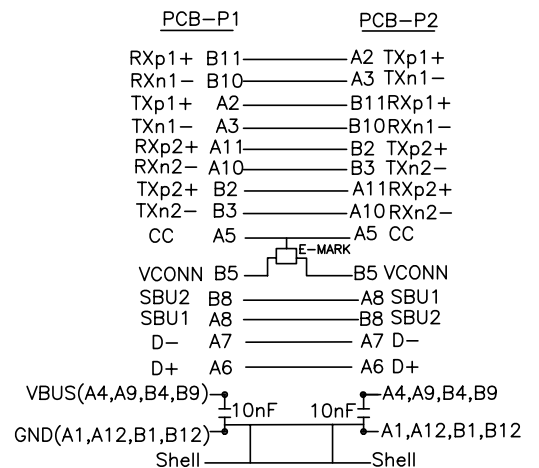 PCB-P1 PCB-P2
RXp1+ B11 A2 TXp1+
RXn1- B10 A3 TXn1-
TXp1+ A2 B11 RXp1+
TXn1- A3 B10 RXn1-
RXp2+ A11 B2 TXp2+
RXn2- A10 B3 TXn2-
TXp2+ B2 A11 RXp2+
TXn2- B3 A10 RXn2-
CC A5 A5 CC
E-MARK
VCONN B5 B5 VCONN
SBU2 B8 A8 SBU1
SBU1 A8 B8 SBU2
D- A7 A7 D-
D+ A6 A6 D+
VBUS(A4,A9,B4,B9) A4,A9,B4,B9
10nF 10nF
GND(A1,A12,B1,B12) A1,A12,B1,B12
Shell Shell